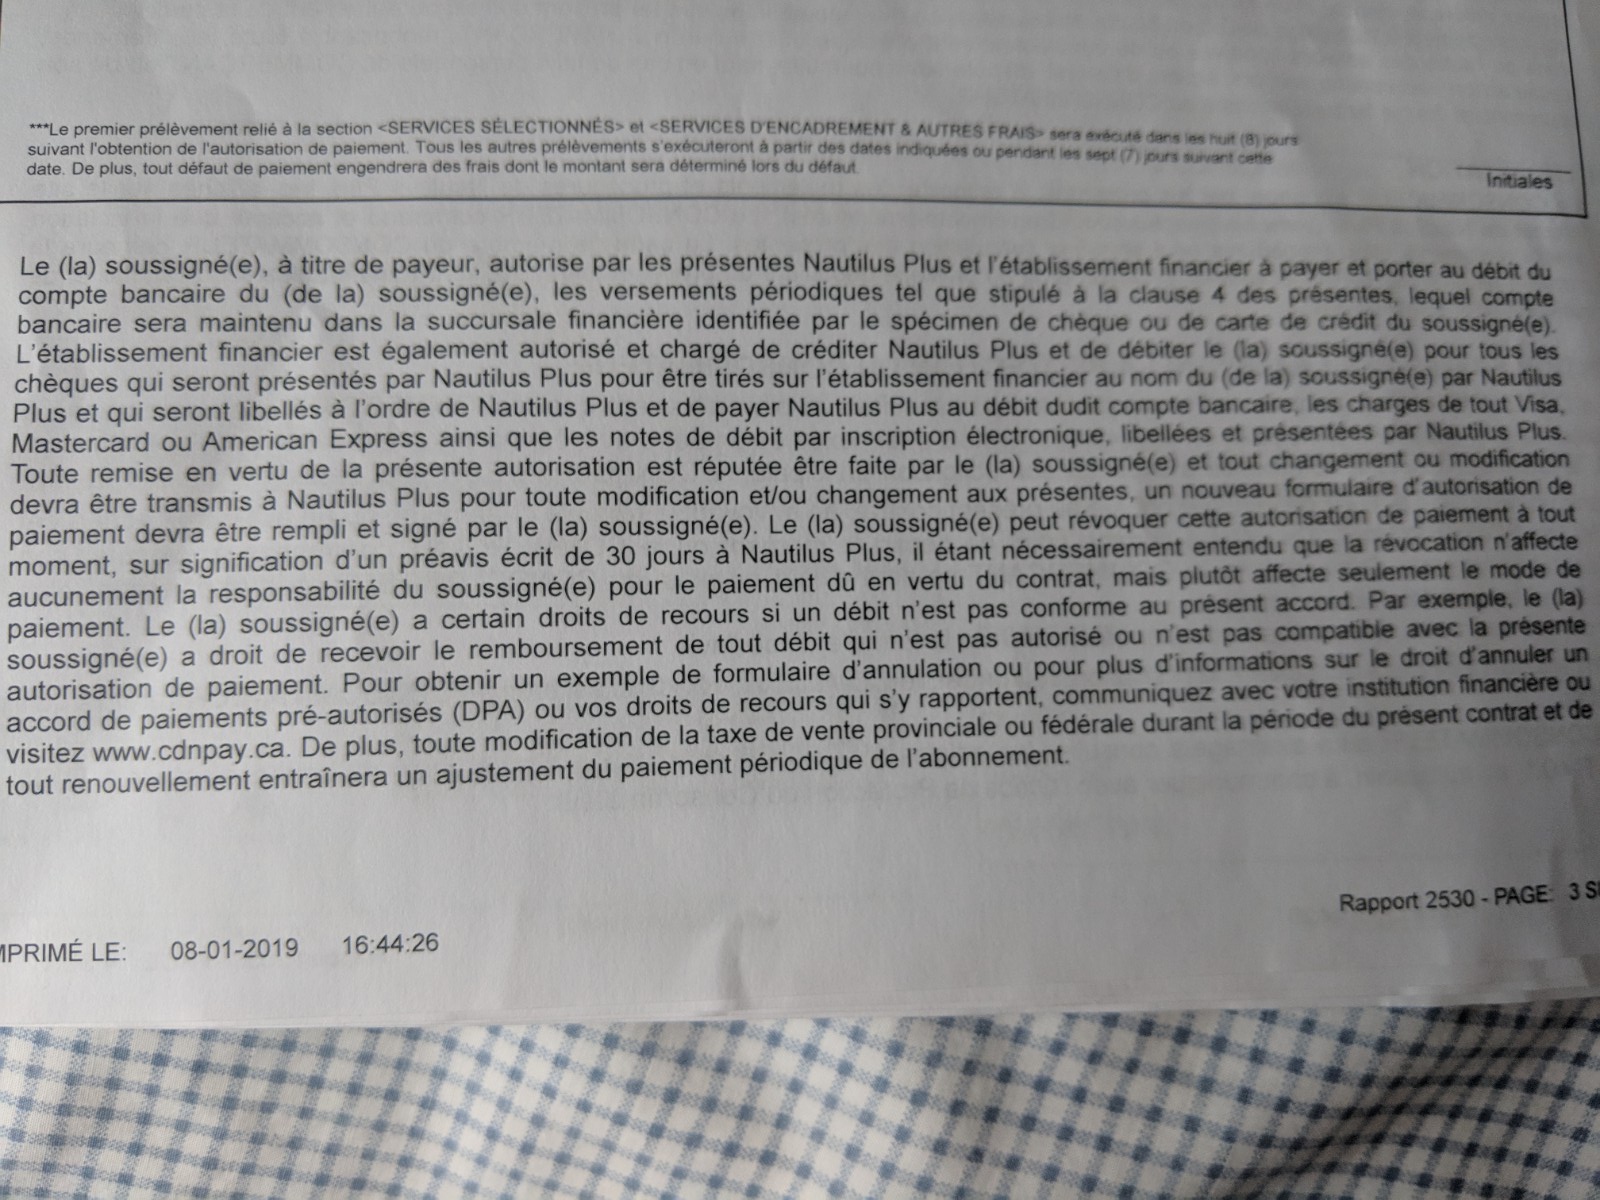 ***Le premier prélèvement relié à la section <SERVICES SÉLECTIONNÉS> et <SERVICES D'ENCADREMENT & AUTRES FRAIS> sera exécuté dans les huit (8) jours
suivant l'obtention de l'autorisation de paiement. Tous les autres prélèvements s'exécuteront à partir des dates indiquées ou pendant les sept (7) jours suivant cette
date. De plus, tout défaut de paiement engendrera des frais dont le montant sera déterminé lors du défaut.
Initiales
Le (la) soussigné(e), à titre de payeur, autorise par les présentes Nautilus Plus et l'établissement financier à payer et porter au débit du
compte bancaire du (de la) soussigné(e), les versements périodiques tel que stipulé à la clause 4 des présentes, lequel compte
bancaire sera maintenu dans la succursale financière identifiée par le spécimen de chèque ou de carte de crédit du soussigné(e).
L'établissement financier est également autorisé et chargé de créditer Nautilus Plus et de débiter le (la) soussigné(e) pour tous les
chèques qui seront présentés par Nautilus Plus pour être tirés sur l'établissement financier au nom du (de la) soussigné(e) par Nautilus
Plus et qui seront libellés à l'ordre de Nautilus Plus et de payer Nautilus Plus au débit dudit compte bancaire, les charges de tout Visa,
Mastercard ou American Express ainsi que les notes de débit par inscription électronique, libellées et présentées par Nautilus Plus.
Toute remise en vertu de la présente autorisation est réputée être faite par le (la) soussigné(e) et tout changement ou modification
devra être transmis à Nautilus Plus pour toute modification et/ou changement aux présentes, un nouveau formulaire d'autorisation de
paiement devra être rempli et signé par le (la) soussigné(e). Le (la) soussigné(e) peut révoquer cette autorisation de paiement à tout
moment, sur signification d'un préavis écrit de 30 jours à Nautilus Plus, il étant nécessairement entendu que la révocation n'affecte
aucunement la responsabilité du soussigné(e) pour le paiement dû en vertu du contrat, mais plutôt affecte seulement le mode de
paiement. Le (la) soussigné(e) a certain droits de recours si un débit n'est pas conforme au présent accord. Par exemple, le (la)
soussigné(e) a droit de recevoir le remboursement de tout débit qui n'est pas autorisé ou n'est pas compatible avec la présente
autorisation de paiement. Pour obtenir un exemple de formulaire d'annulation ou pour plus d'informations sur le droit d'annuler un
accord de paiements pré-autorisés (DPA) ou vos droits de recours qui s'y rapportent, communiquez avec votre institution financière ou
visitez www.cdnpay.ca. De plus, toute modification de la taxe de vente provinciale ou fédérale durant la période du présent contrat et de
tout renouvellement entraînera un ajustement du paiement périodique de l'abonnement.
Rapport 2530 - PAGE: 3 S
MPRIMÉ LE: 08-01-2019 16:44:26